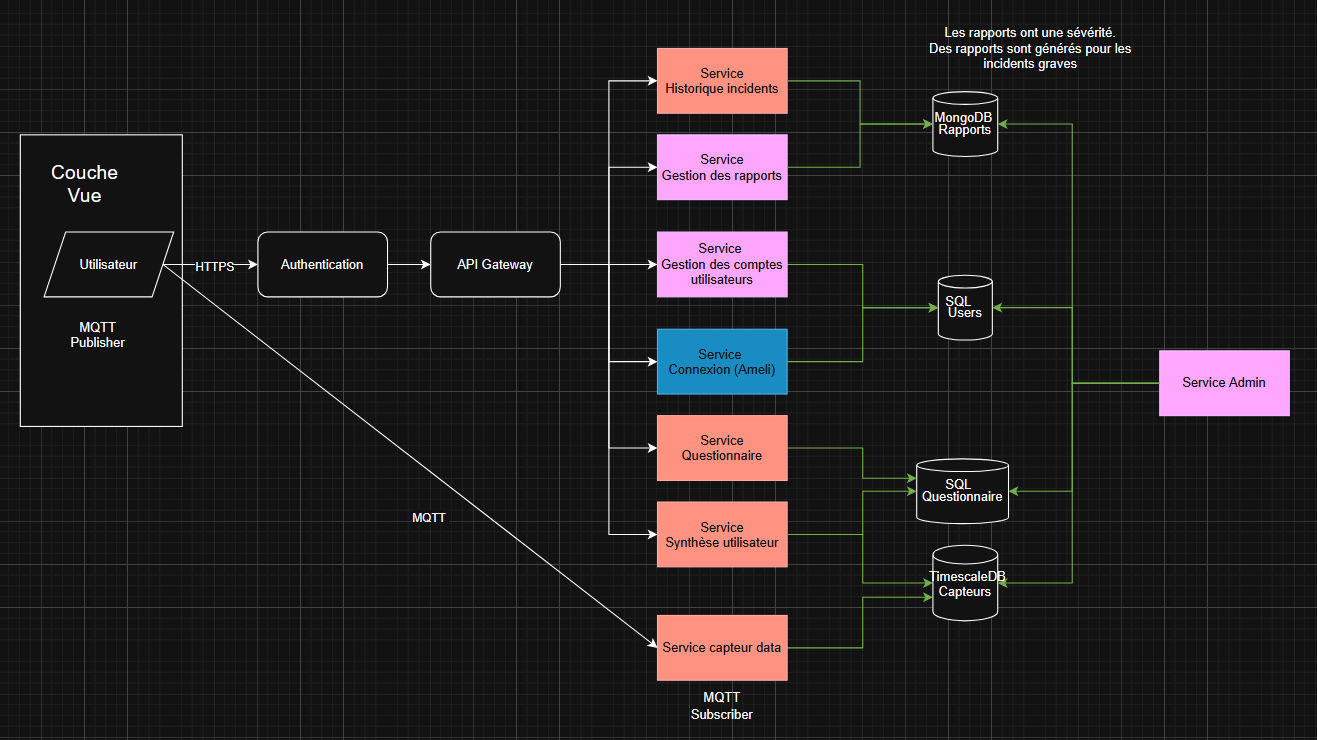 Les rapports ont une sévérité.
Des rapports sont générés pour les
incidents graves
Couche
Vue
Utilisateur
MQTT
Publisher
HTTPS
Authentication
API Gateway
MQTT
Service
Historique incidents
Service
Gestion des rapports
Service
Gestion des comptes
utilisateurs
Service
Connexion (Ameli)
Service
Questionnaire
Service
Synthèse utilisateur
Service capteur data
MQTT
Subscriber
MongoDB
Rapports
SQL
Users
SQL
Questionnaire
TimescaleDB
Capteurs
Service Admin